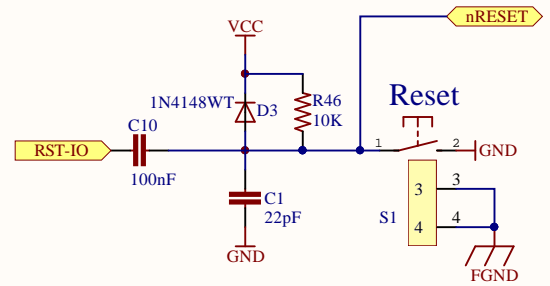 nRESET
VCC
1N4148WT
D3
R46
10K
Reset
C10
RST-IO
100nF
1
2
GND
C1
22pF
GND
S1
3
3
4
4
FGND